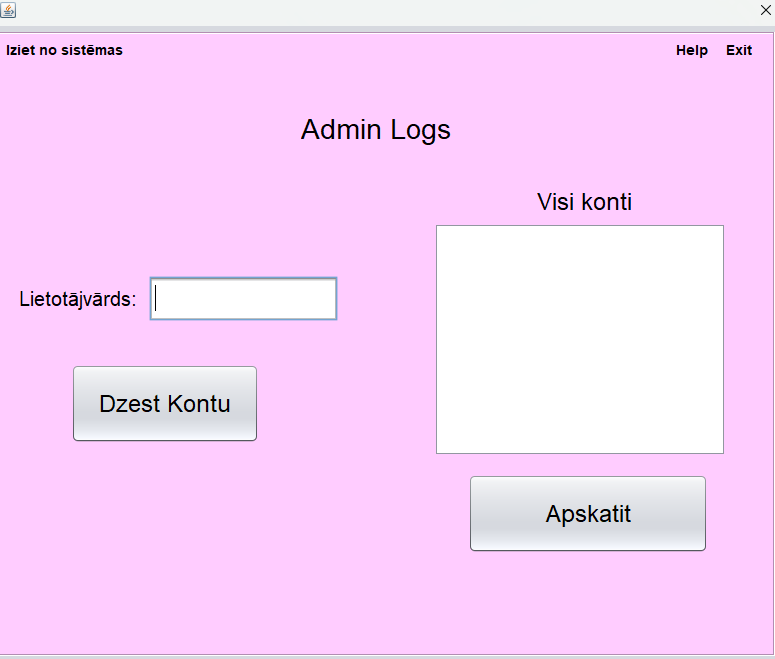 Iziet no sistēmas
Help Exit
Admin Logs
Visi konti
Lietotājvārds:
Dzest Kontu
Apskatit